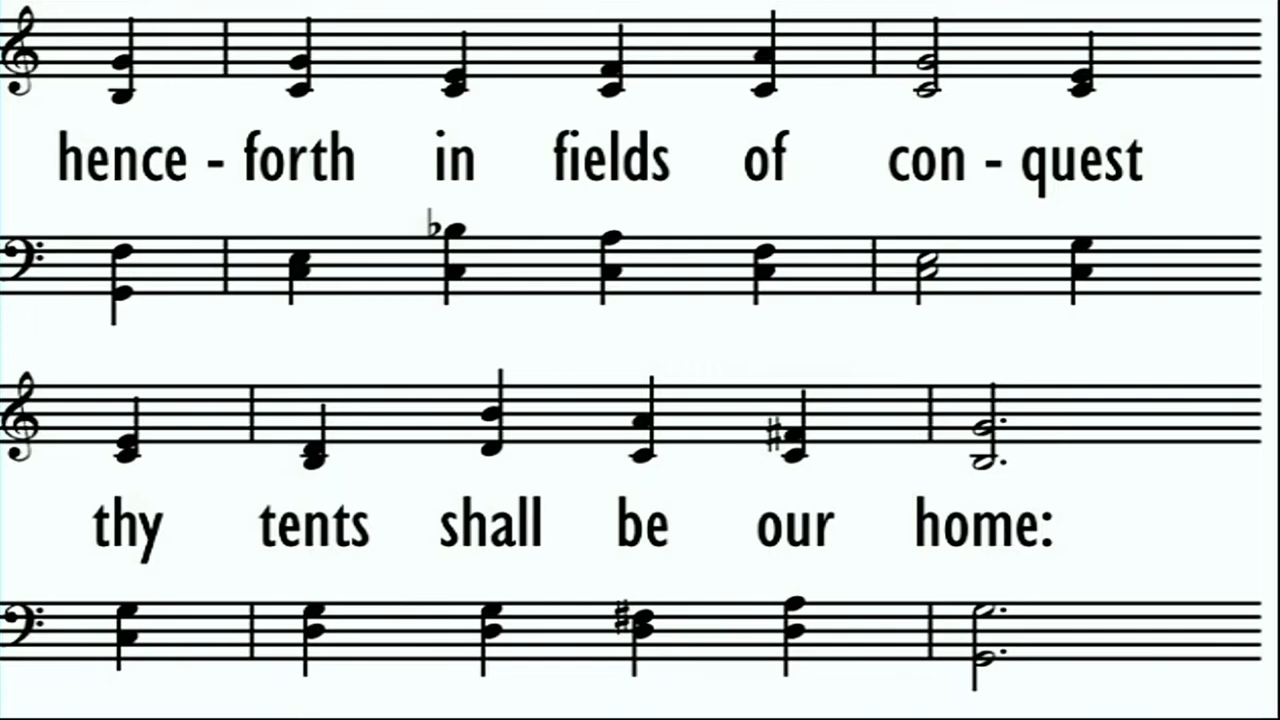 hence - forth in fields of con - quest
thy tents shall be our home: